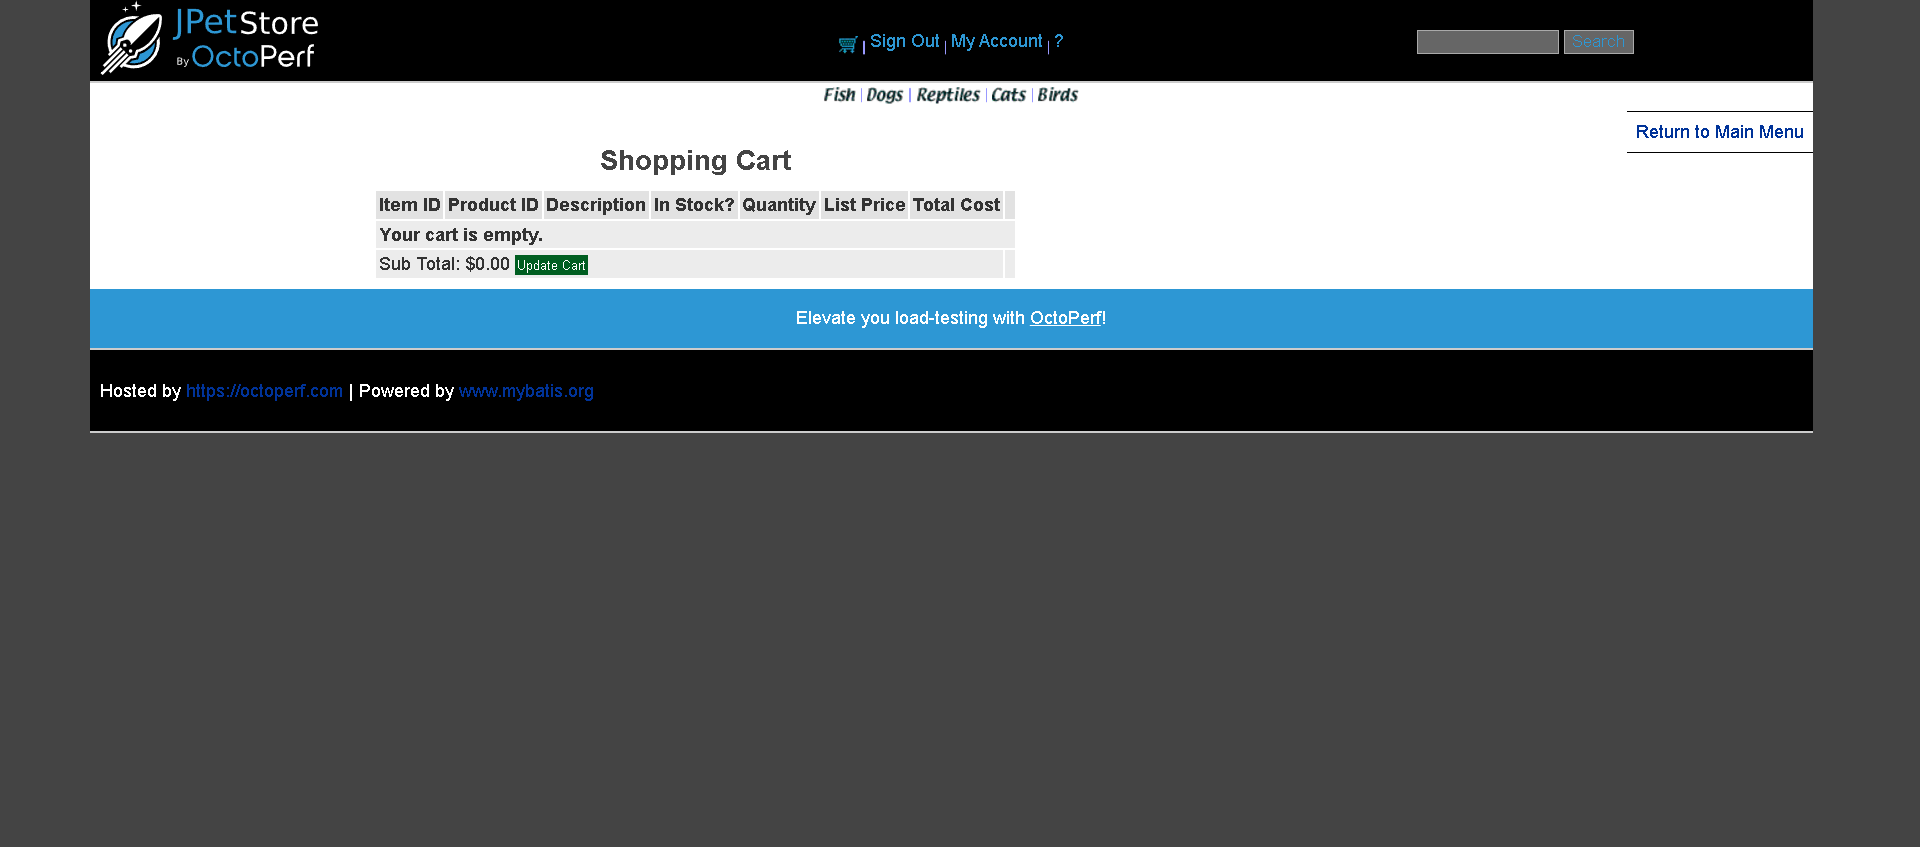 JPetStore
By OctoPerf
Sign Out | My Account | ?
Search
Fish | Dogs | Reptiles | Cats | Birds
Return to Main Menu
Shopping Cart
Item ID Product ID Description In Stock? Quantity List Price Total Cost
Your cart is empty.
Sub Total: $0.00 Update Cart
Elevate you load-testing with OctoPerf!
Hosted by https://octoperf.com | Powered by www.mybatis.org